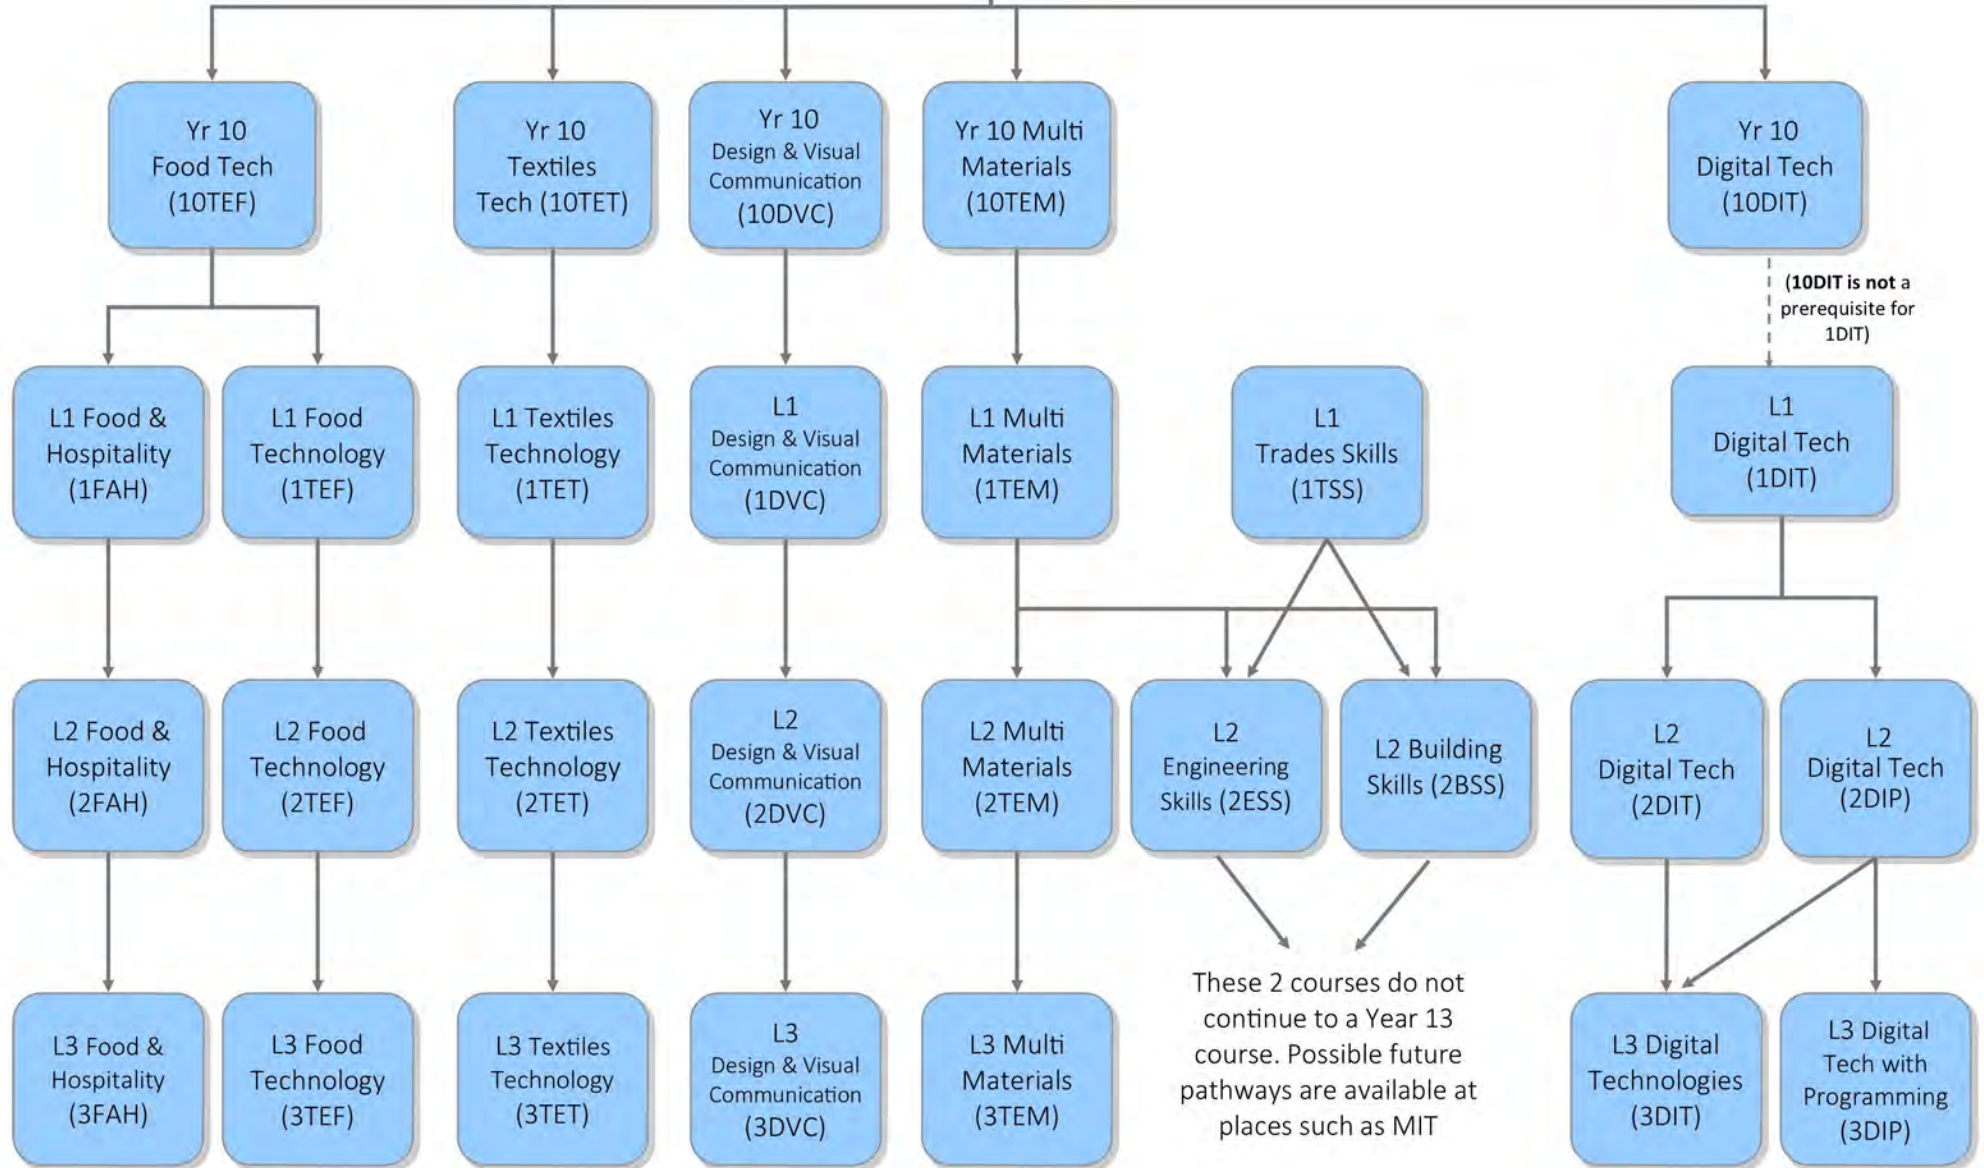 Yr 10
Food Tech
(10TEF)
Yr 10
Textiles
Tech (10TET)
Yr 10
Design & Visual
Communication
(10DVC)
Yr 10 Multi
Materials
(10TEM)
Yr 10
Digital Tech
(10DIT)
(10DIT is not a
prerequisite for
1DIT)
L1 Food &
Hospitality
(1FAH)
L1 Food
Technology
(1TEF)
L1 Textiles
Technology
(1TET)
L1
Design & Visual
Communication
(1DVC)
L1 Multi
Materials
(1TEM)
L1
Trades Skills
(1TSS)
L1
Digital Tech
(1DIT)
L2 Food &
Hospitality
(2FAH)
L2 Food
Technology
(2TEF)
L2 Textiles
Technology
(2TET)
L2
Design & Visual
Communication
(2DVC)
L2 Multi
Materials
(2TEM)
L2
Engineering
Skills (2ESS)
L2 Building
Skills (2BSS)
L2
Digital Tech
(2DIT)
L2
Digital Tech
(2DIP)
L3 Food &
Hospitality
(3FAH)
L3 Food
Technology
(3TEF)
L3 Textiles
Technology
(3TET)
L3
Design & Visual
Communication
(3DVC)
L3 Multi
Materials
(3TEM)
These 2 courses do not
continue to a Year 13
course. Possible future
pathways are available at
places such as MIT
L3 Digital
Technologies
(3DIT)
L3 Digital
Tech with
Programming
(3DIP)